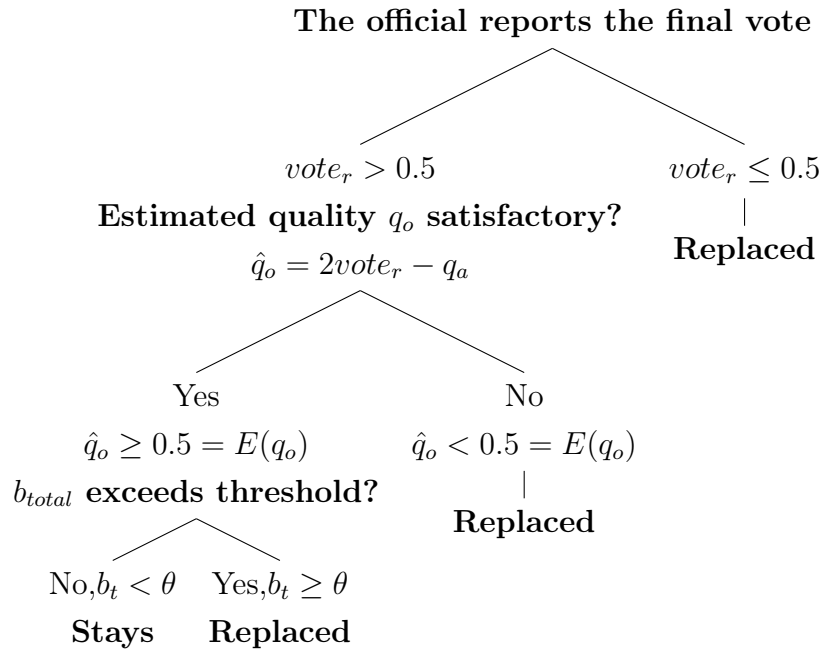 The official reports the final vote
vote_r > 0.5
vote_r ≤ 0.5
Estimated quality q_o satisfactory?
Replaced
q̂_o = 2vote_r − q_a
Yes
No
q̂_o ≥ 0.5 = E(q_o)
q̂_o < 0.5 = E(q_o)
b_total exceeds threshold?
Replaced
No,b_t < θ
Yes,b_t ≥ θ
Stays
Replaced